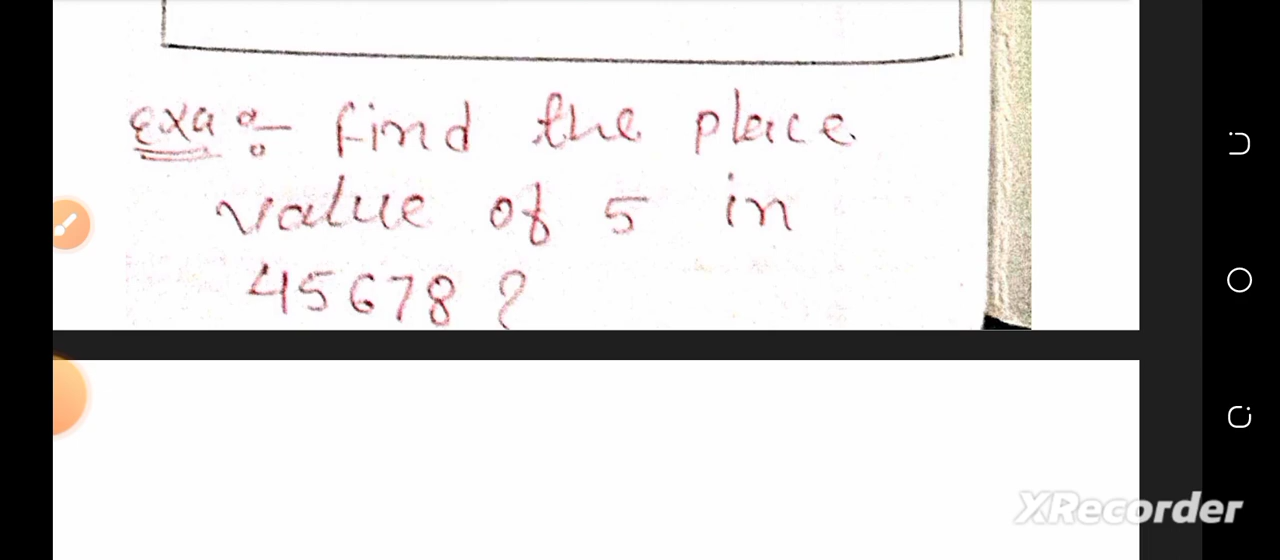 Exa :- find the place
value of 5 in
45678 ?
XRecorder